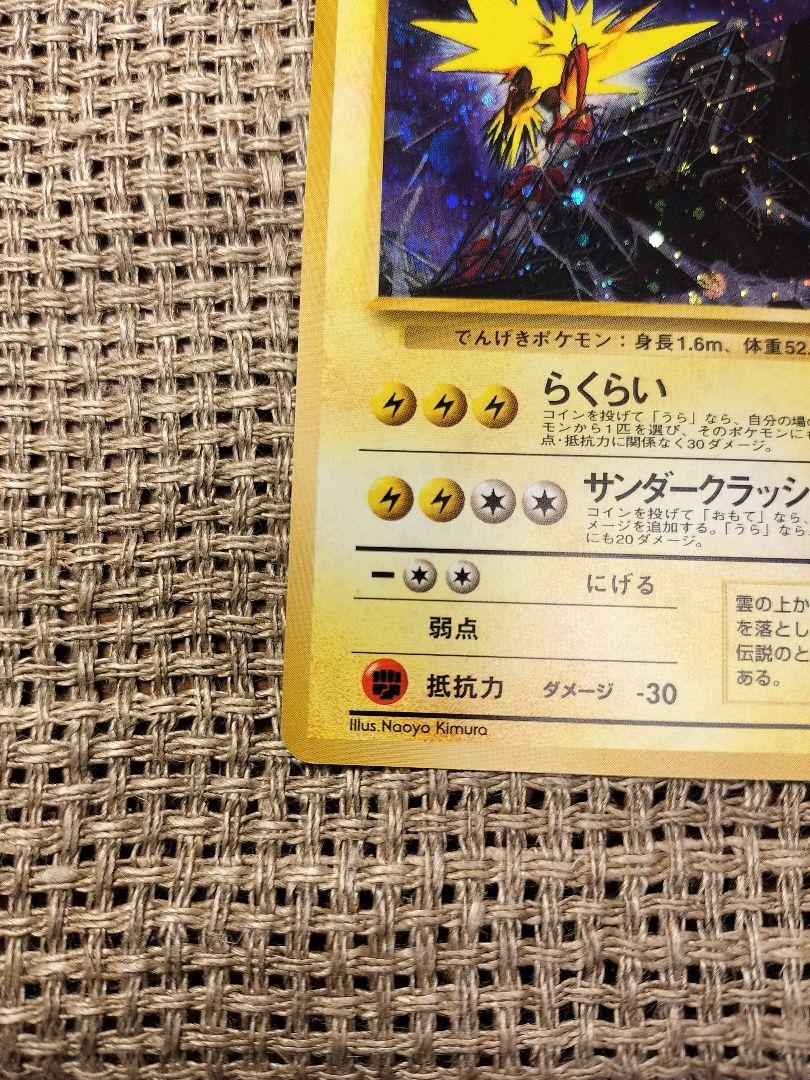 でんげきポケモン：身長1.6m、体重52.
らくらい
コインを投げて「うら」なら、自分の場の
モンから1匹を選び、そのポケモンにも
点・抵抗力に関係なく30ダメージ。
サンダークラッシ
コインを投げて「おもて」なら、
メージを追加する。「うら」なら、
にも20ダメージ。
にげる
弱点
抵抗力 ダメージ -30
雲の上か
を落とし
伝説のと
ある。
Illus.Naoyo Kimura